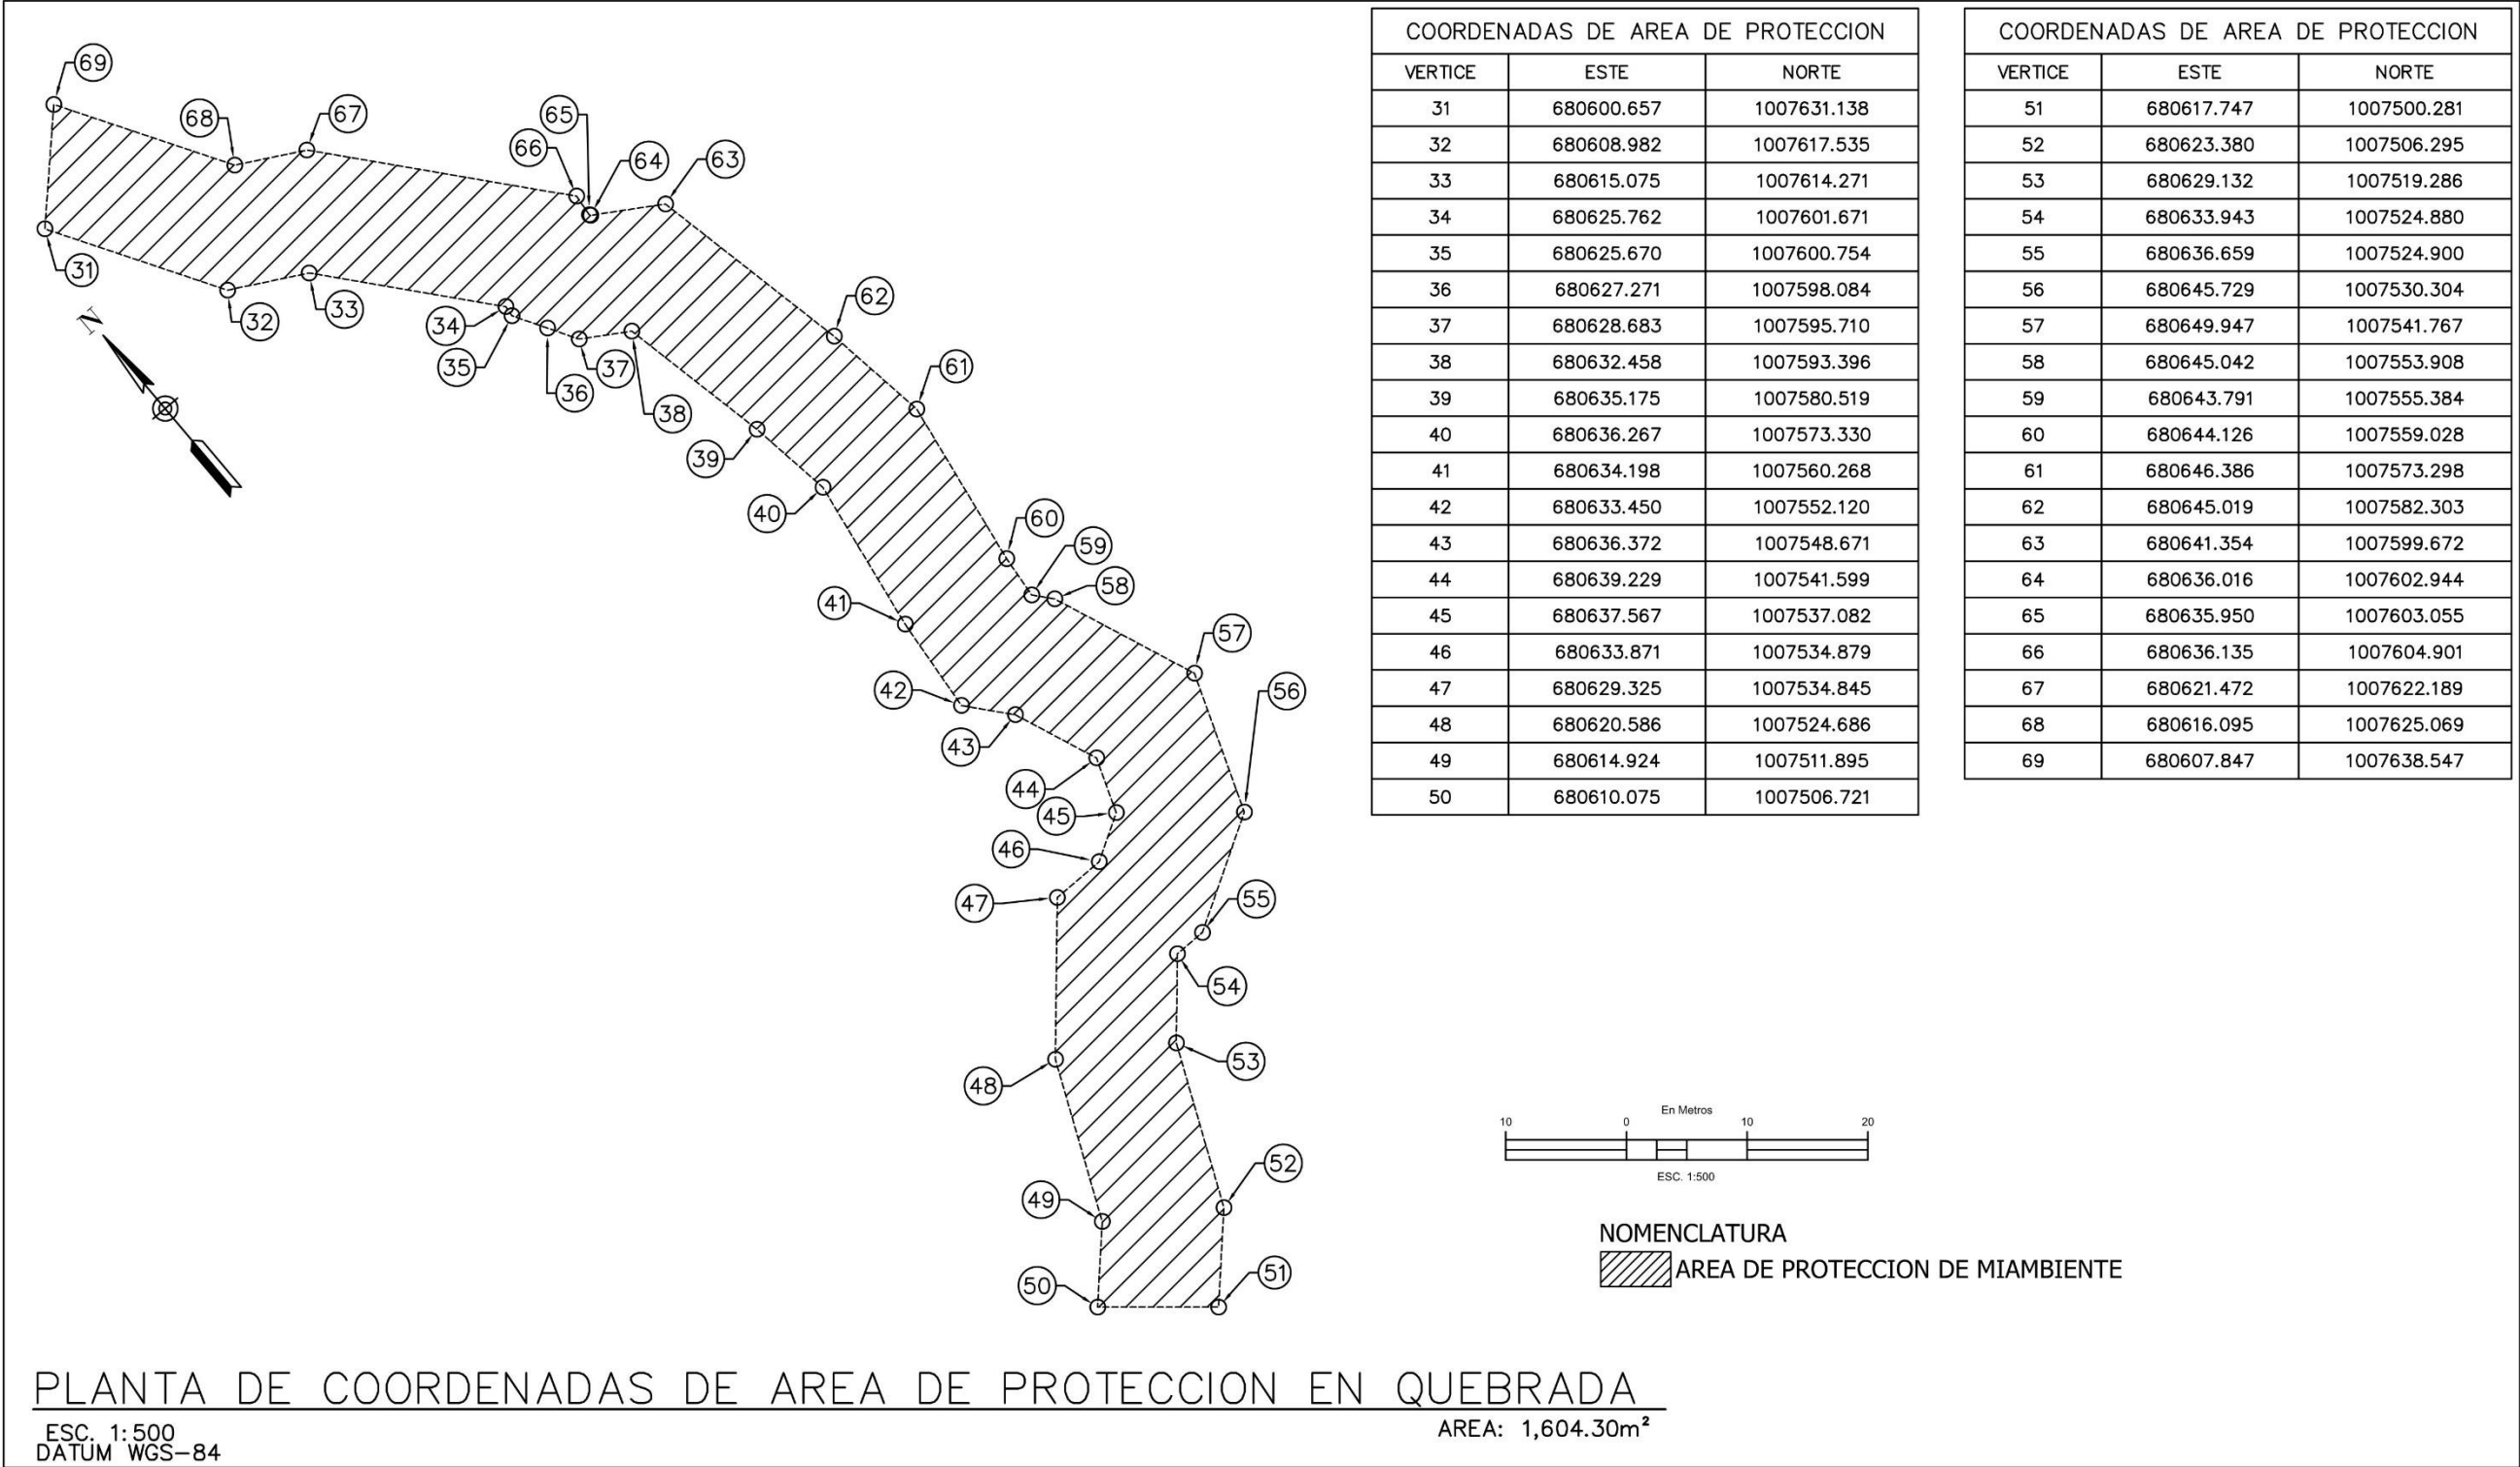 69
68
67
65
66
64
63
31
32
33
34
35
36
37
38
62
61
39
40
60
59
58
41
57
42
56
43
44
45
46
47
55
54
53
48
52
49
51
50
N
COORDENADAS DE AREA DE PROTECCION
VERTICE ESTE NORTE
31 680600.657 1007631.138
32 680608.982 1007617.535
33 680615.075 1007614.271
34 680625.762 1007601.671
35 680625.670 1007600.754
36 680627.271 1007598.084
37 680628.683 1007595.710
38 680632.458 1007593.396
39 680635.175 1007580.519
40 680636.267 1007573.330
41 680634.198 1007560.268
42 680633.450 1007552.120
43 680636.372 1007548.671
44 680639.229 1007541.599
45 680637.567 1007537.082
46 680633.871 1007534.879
47 680629.325 1007534.845
48 680620.586 1007524.686
49 680614.924 1007511.895
50 680610.075 1007506.721
COORDENADAS DE AREA DE PROTECCION
VERTICE ESTE NORTE
51 680617.747 1007500.281
52 680623.380 1007506.295
53 680629.132 1007519.286
54 680633.943 1007524.880
55 680636.659 1007524.900
56 680645.729 1007530.304
57 680649.947 1007541.767
58 680645.042 1007553.908
59 680643.791 1007555.384
60 680644.126 1007559.028
61 680646.386 1007573.298
62 680645.019 1007582.303
63 680641.354 1007599.672
64 680636.016 1007602.944
65 680635.950 1007603.055
66 680636.135 1007604.901
67 680621.472 1007622.189
68 680616.095 1007625.069
69 680607.847 1007638.547
En Metros
10 0 10 20
ESC. 1:500
NOMENCLATURA
AREA DE PROTECCION DE MIAMBIENTE
PLANTA DE COORDENADAS DE AREA DE PROTECCION EN QUEBRADA
ESC. 1:500
AREA: 1,604.30m²
DATUM WGS-84